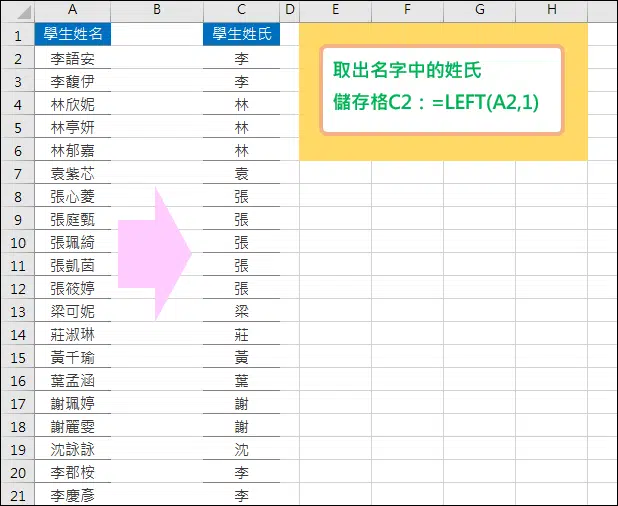 A B C D E F G H
1 學生姓名 學生姓氏
取出名字中的姓氏
儲存格C2：=LEFT(A2,1)
2 李語安 李
3 李馥伊 李
4 林欣妮 林
5 林亭妍 林
6 林郁嘉 林
7 袁紫芯 袁
8 張心菱 張
9 張庭甄 張
10 張珮綺 張
11 張凱茵 張
12 張筱婷 張
13 梁可妮 梁
14 莊淑琳 莊
15 黃千瑜 黃
16 葉孟涵 葉
17 謝珮婷 謝
18 謝麗雯 謝
19 沈詠詠 沈
20 李郡桉 李
21 李慶彥 李